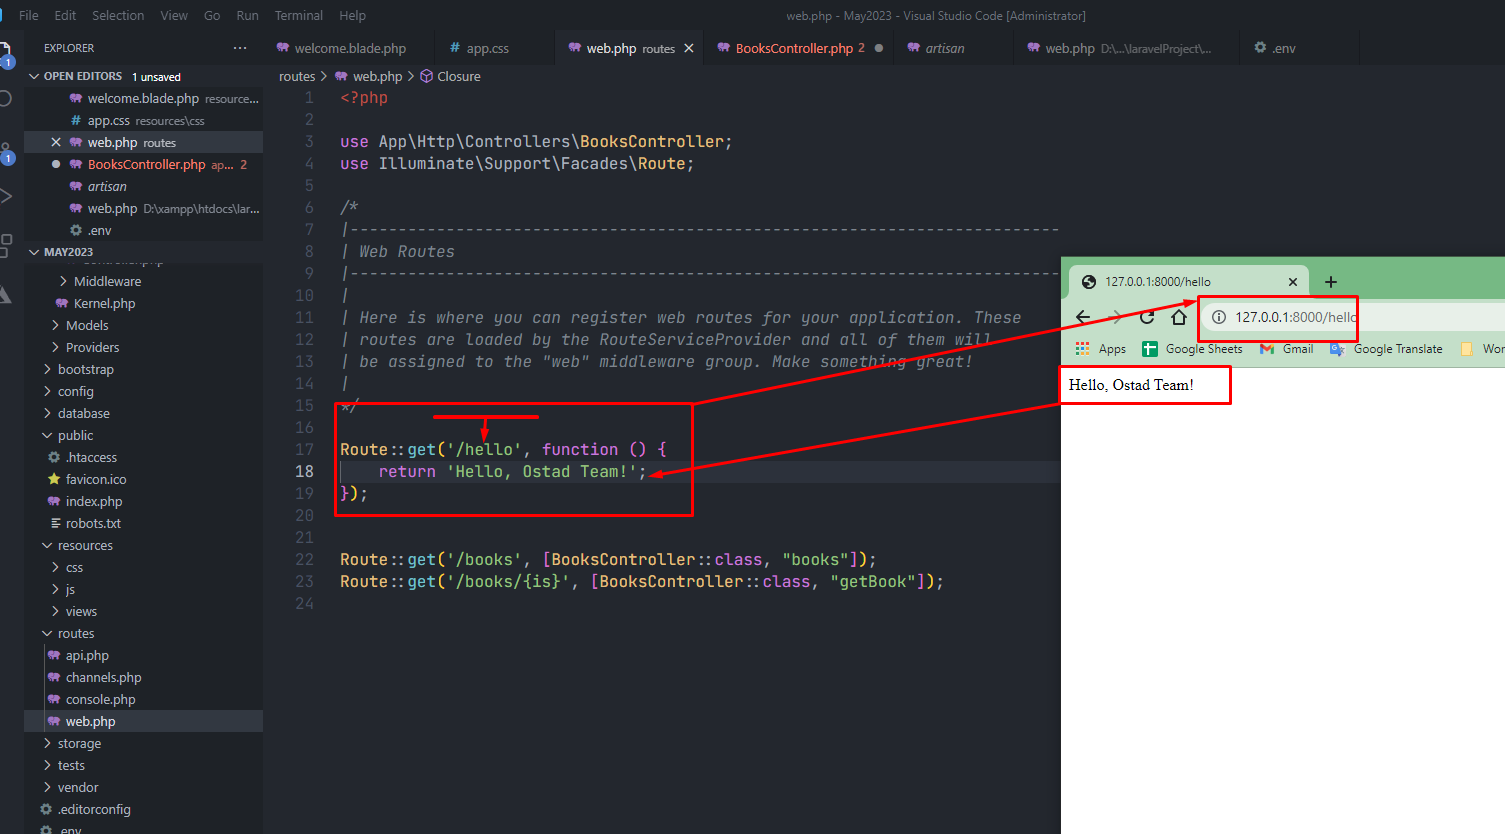 File Edit Selection View Go Run Terminal Help
web.php - May2023 - Visual Studio Code [Administrator]
EXPLORER ...
OPEN EDITORS 1 unsaved
welcome.blade.php resource...
app.css resources\css
web.php routes
BooksController.php ap... 2
artisan
web.php D:\xampp\htdocs\lar...
.env
MAY2023
Middleware
Kernel.php
Models
Providers
bootstrap
config
database
public
.htaccess
favicon.ico
index.php
robots.txt
resources
css
js
views
routes
api.php
channels.php
console.php
web.php
storage
tests
vendor
.editorconfig
.env
1
1
welcome.blade.php # app.css web.php routes BooksController.php 2 artisan web.php D:\...\laravelProject\... .env
routes > web.php > Closure
1 <?php
2
3 use App\Http\Controllers\BooksController;
4 use Illuminate\Support\Facades\Route;
5
6 /*
7 |--------------------------------------------------------------------------
8 | Web Routes
9 |--------------------------------------------------------------------------
10 |
11 | Here is where you can register web routes for your application. These
12 | routes are loaded by the RouteServiceProvider and all of them will
13 | be assigned to the "web" middleware group. Make something great!
14 |
15 */
16
17 Route::get('/hello', function () {
18 return 'Hello, Ostad Team!';
19 });
20
21
22 Route::get('/books', [BooksController::class, "books"]);
23 Route::get('/books/{is}', [BooksController::class, "getBook"]);
24
127.0.0.1:8000/hello
127.0.0.1:8000/hello
Apps Google Sheets Gmail Google Translate Wor
Hello, Ostad Team!